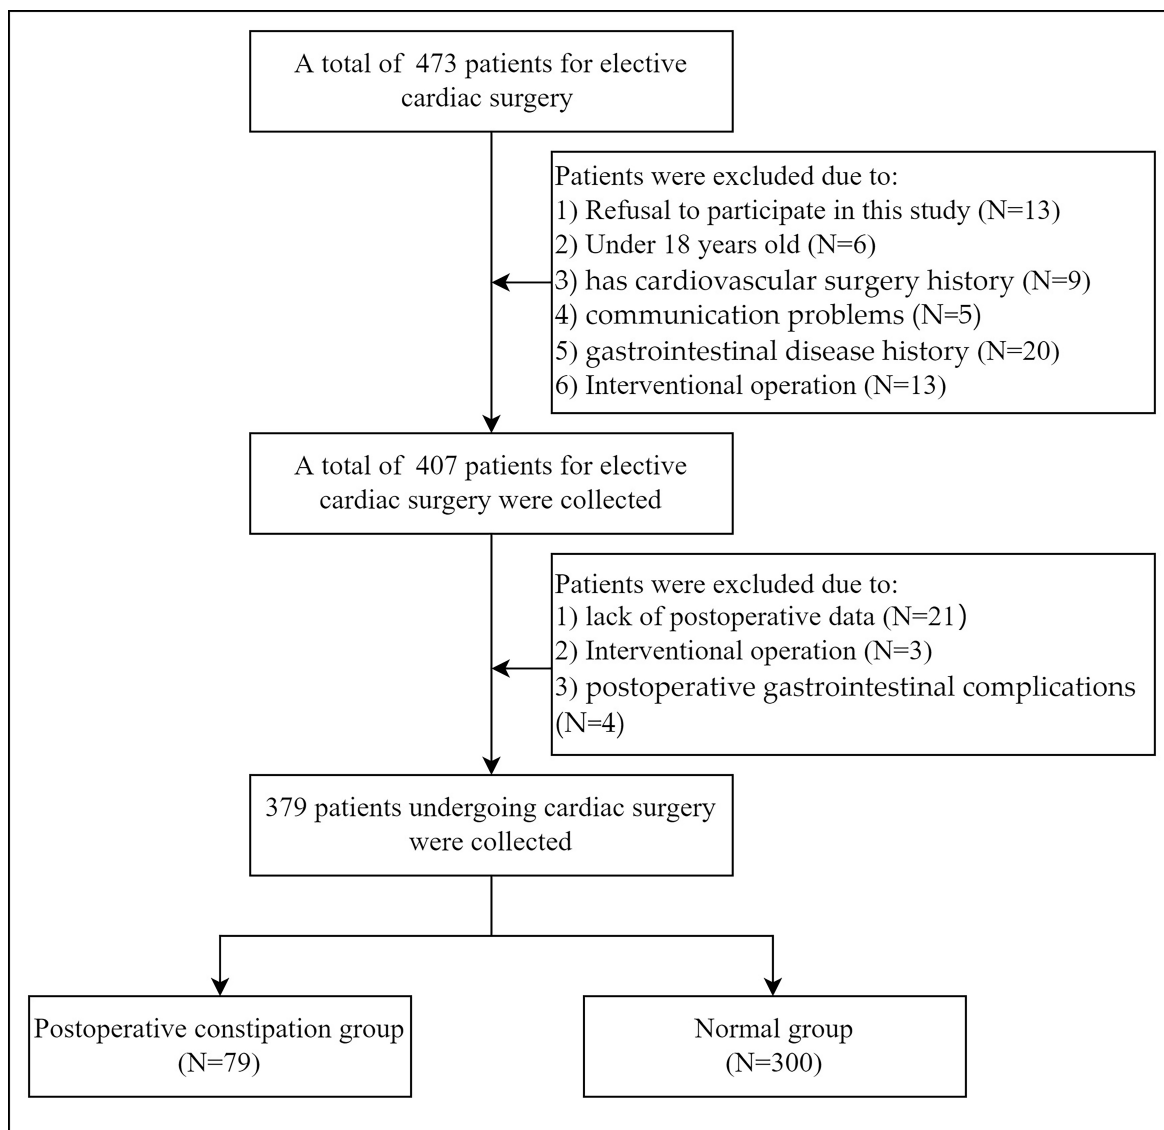 A total of 473 patients for elective
cardiac surgery
Patients were excluded due to:
1) Refusal to participate in this study (N=13)
2) Under 18 years old (N=6)
3) has cardiovascular surgery history (N=9)
4) communication problems (N=5)
5) gastrointestinal disease history (N=20)
6) Interventional operation (N=13)
A total of 407 patients for elective
cardiac surgery were collected
Patients were excluded due to:
1) lack of postoperative data (N=21)
2) Interventional operation (N=3)
3) postoperative gastrointestinal complications
(N=4)
379 patients undergoing cardiac surgery
were collected
Postoperative constipation group
(N=79)
Normal group
(N=300)